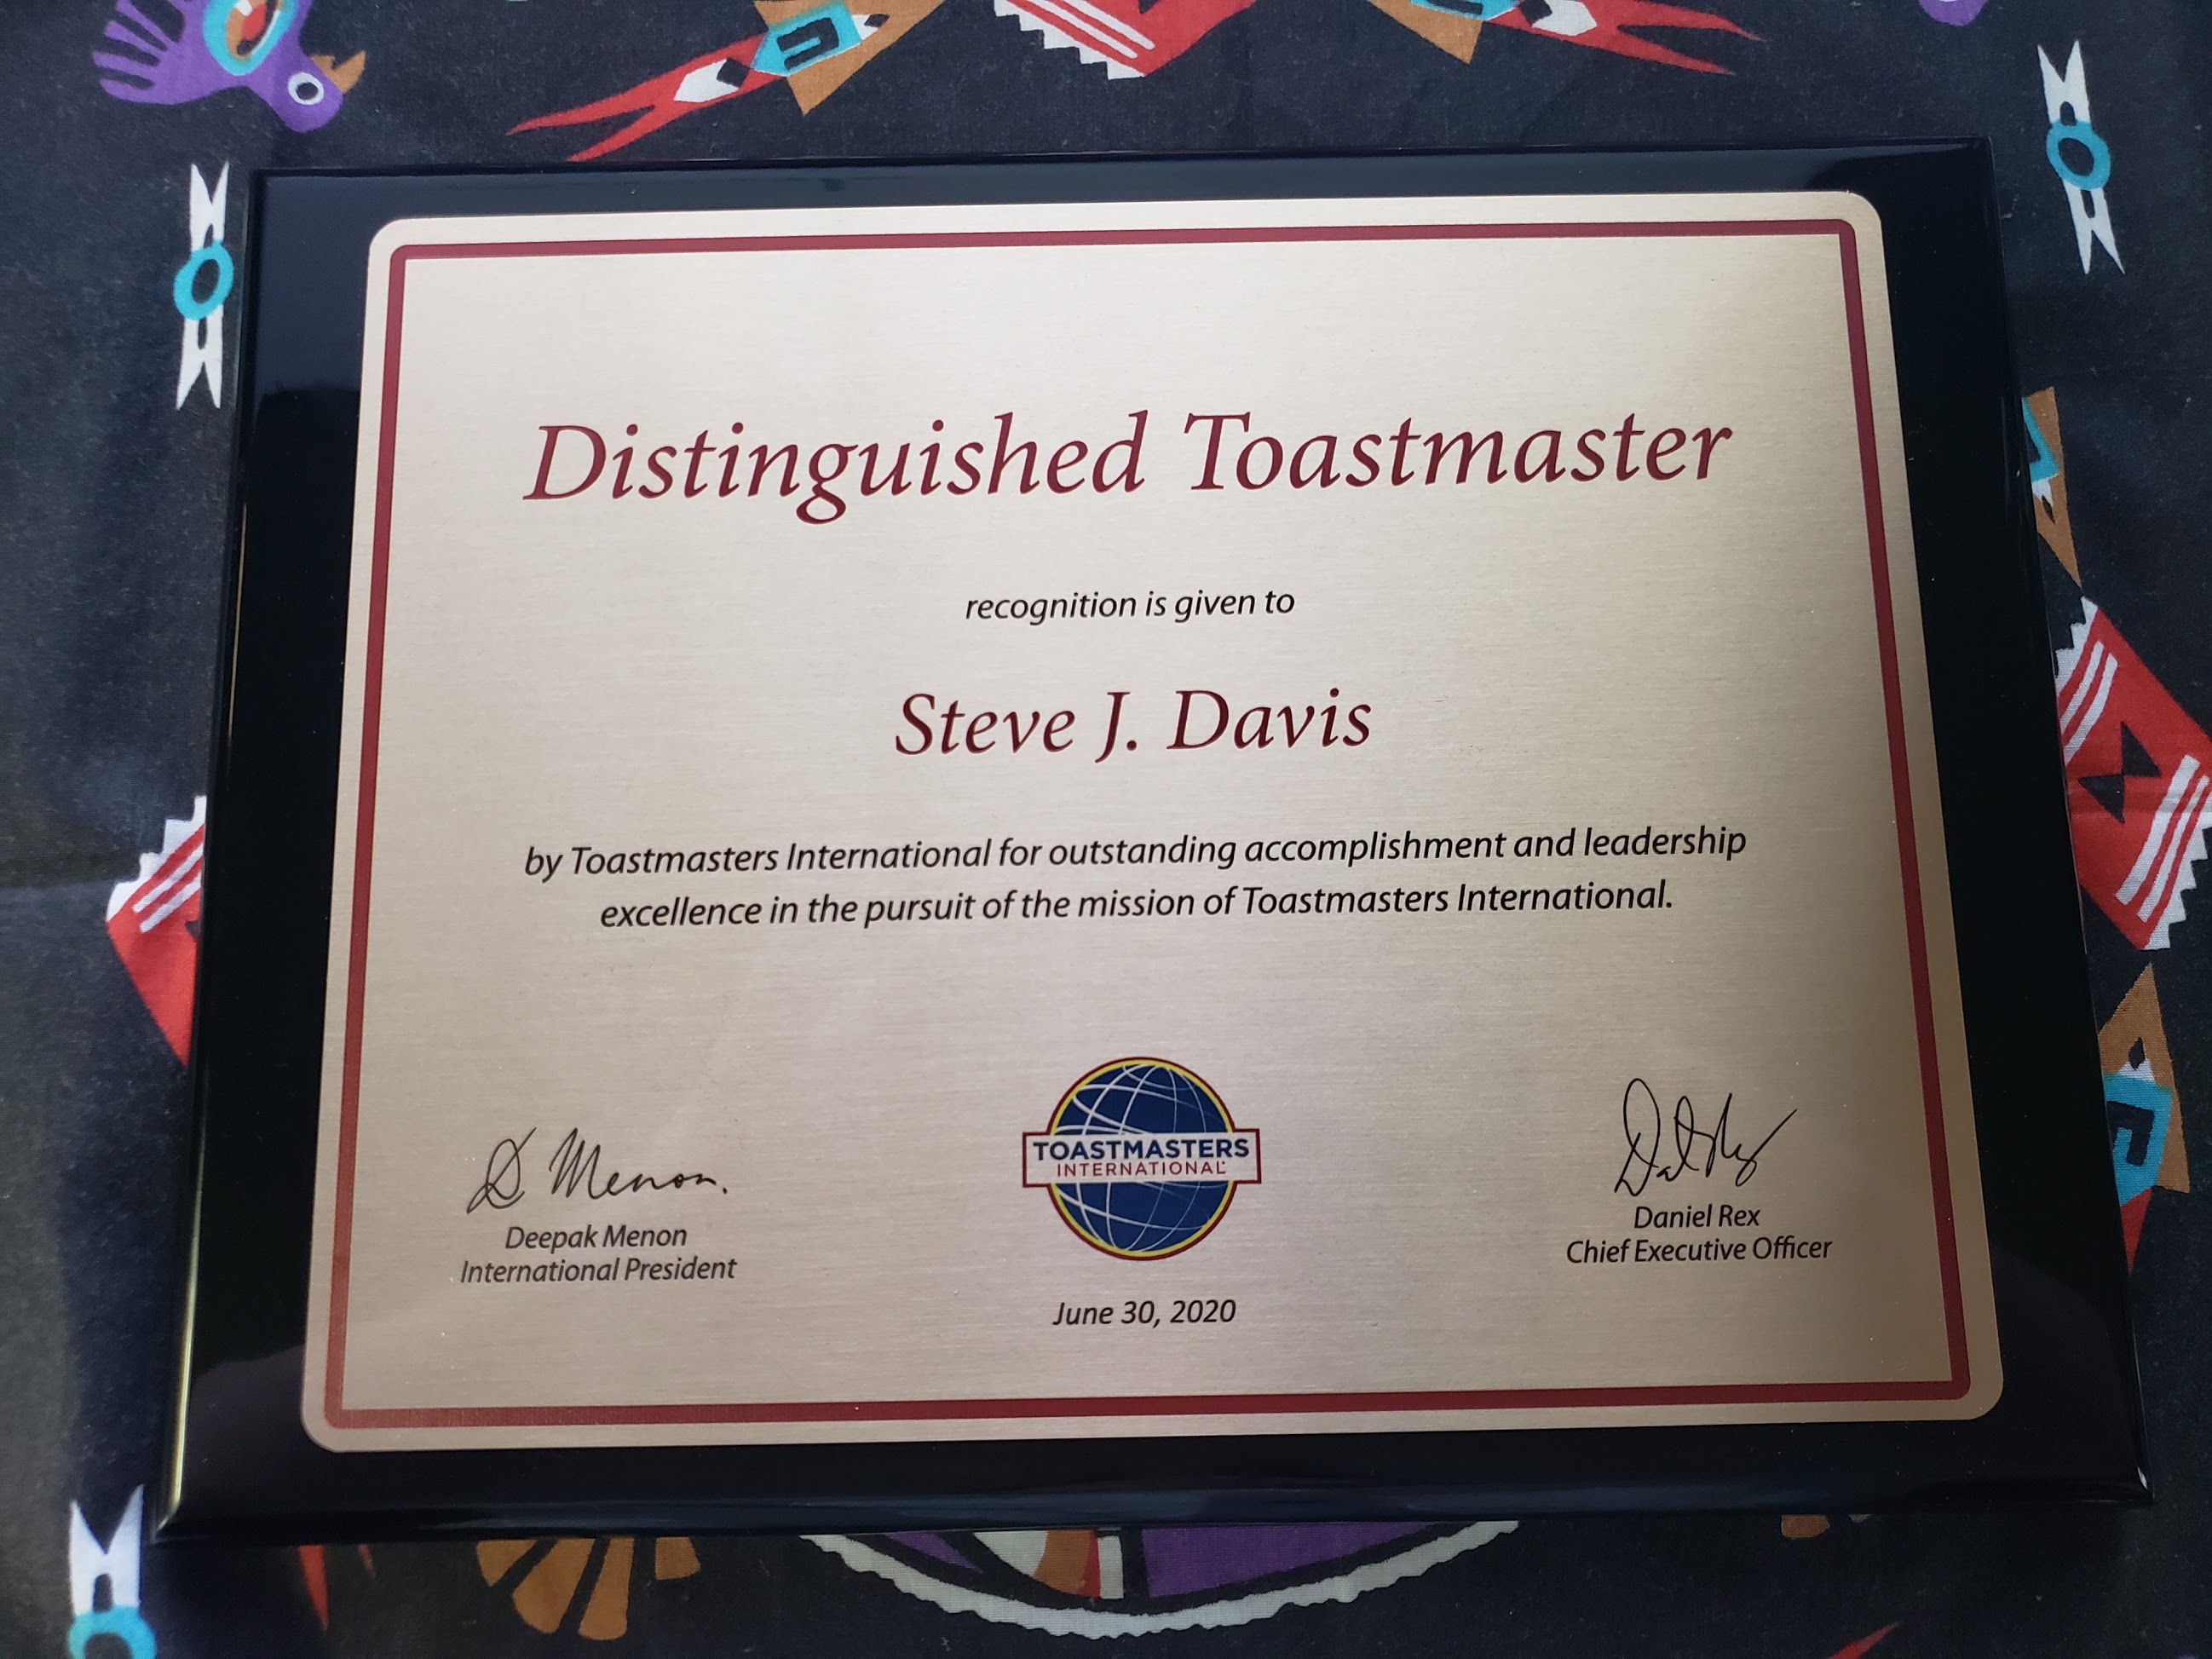 Distinguished Toastmaster
recognition is given to
Steve J. Davis
by Toastmasters International for outstanding accomplishment and leadership
excellence in the pursuit of the mission of Toastmasters International.
D Menon.
Deepak Menon
International President
TOASTMASTERS
INTERNATIONAL
June 30, 2020
Daniel Rex
Chief Executive Officer